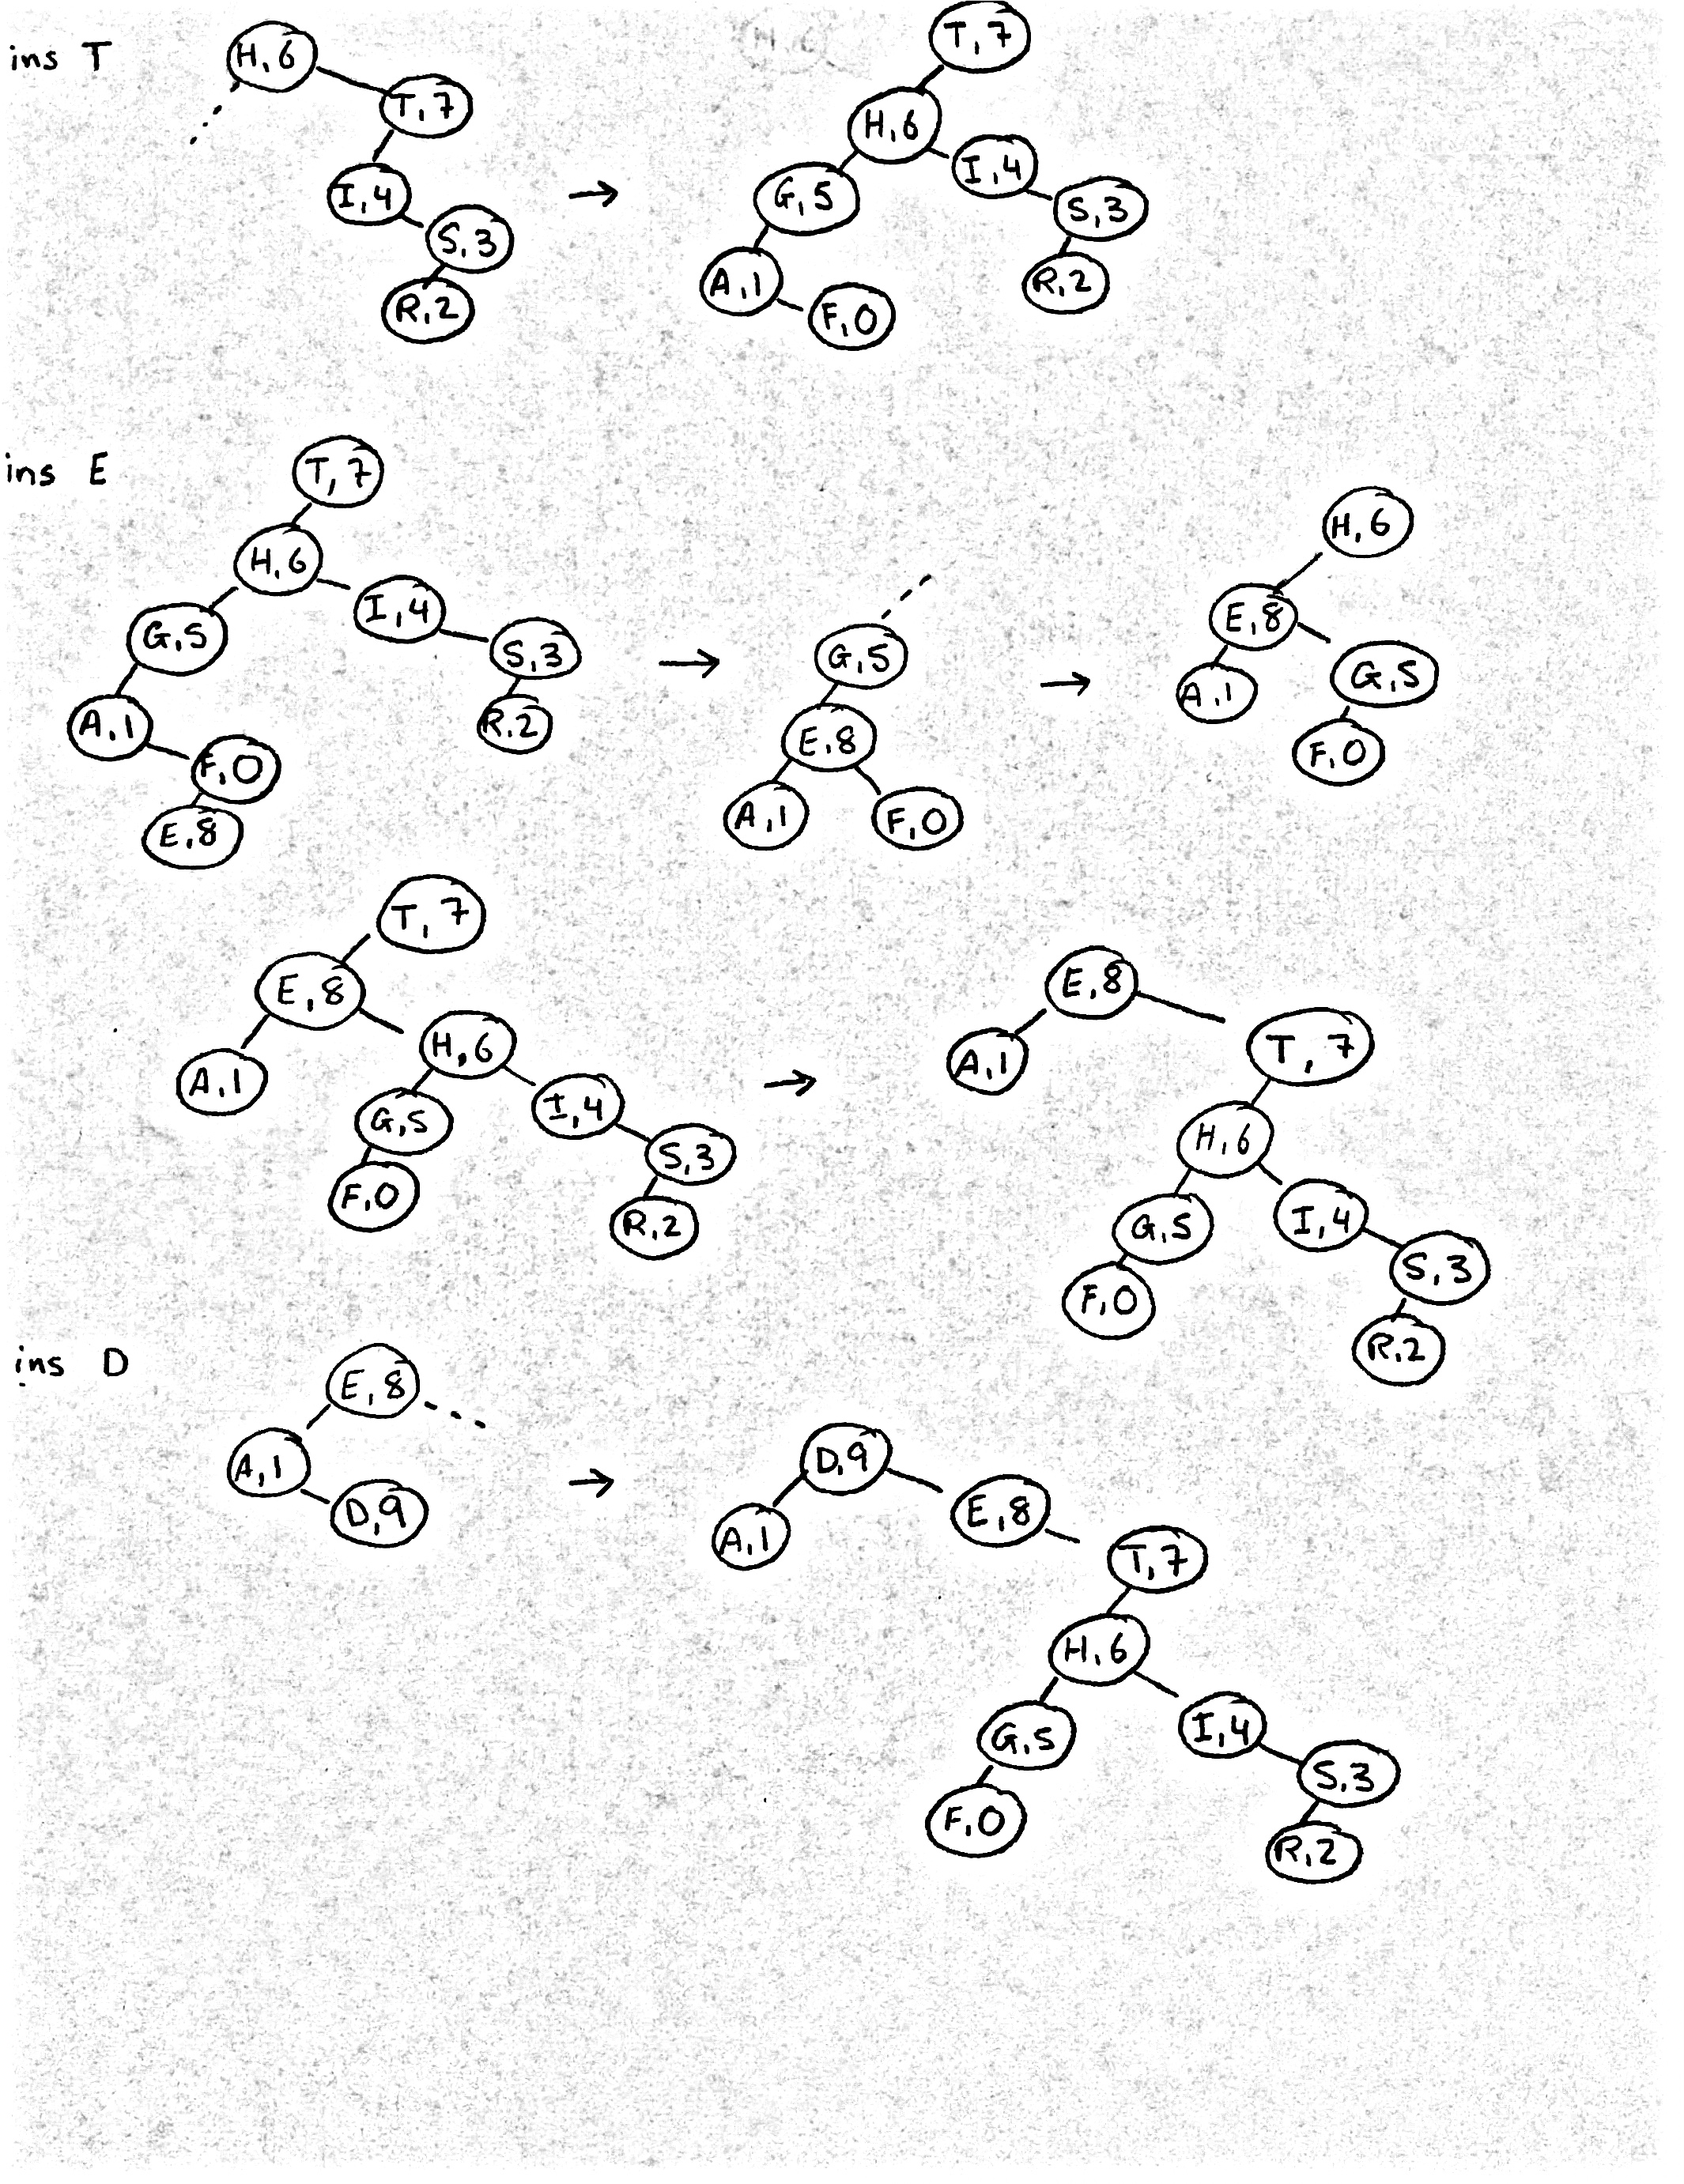 ins T
H,6
T,7
I,4
S,3
R,2
→
T,7
H,6
G,5
I,4
S,3
A,1
R,2
F,0
ins E
T,7
H,6
G,5
I,4
S,3
A,1
R,2
F,0
E,8
→
G,5
E,8
A,1
F,0
→
H,6
E,8
A,1
G,5
F,0
T,7
E,8
A,1
H,6
G,5
I,4
F,0
S,3
R,2
→
E,8
A,1
T,7
H,6
G,5
I,4
F,0
S,3
R,2
ins D
E,8
A,1
D,9
→
D,9
A,1
E,8
T,7
H,6
G,5
I,4
F,0
S,3
R,2